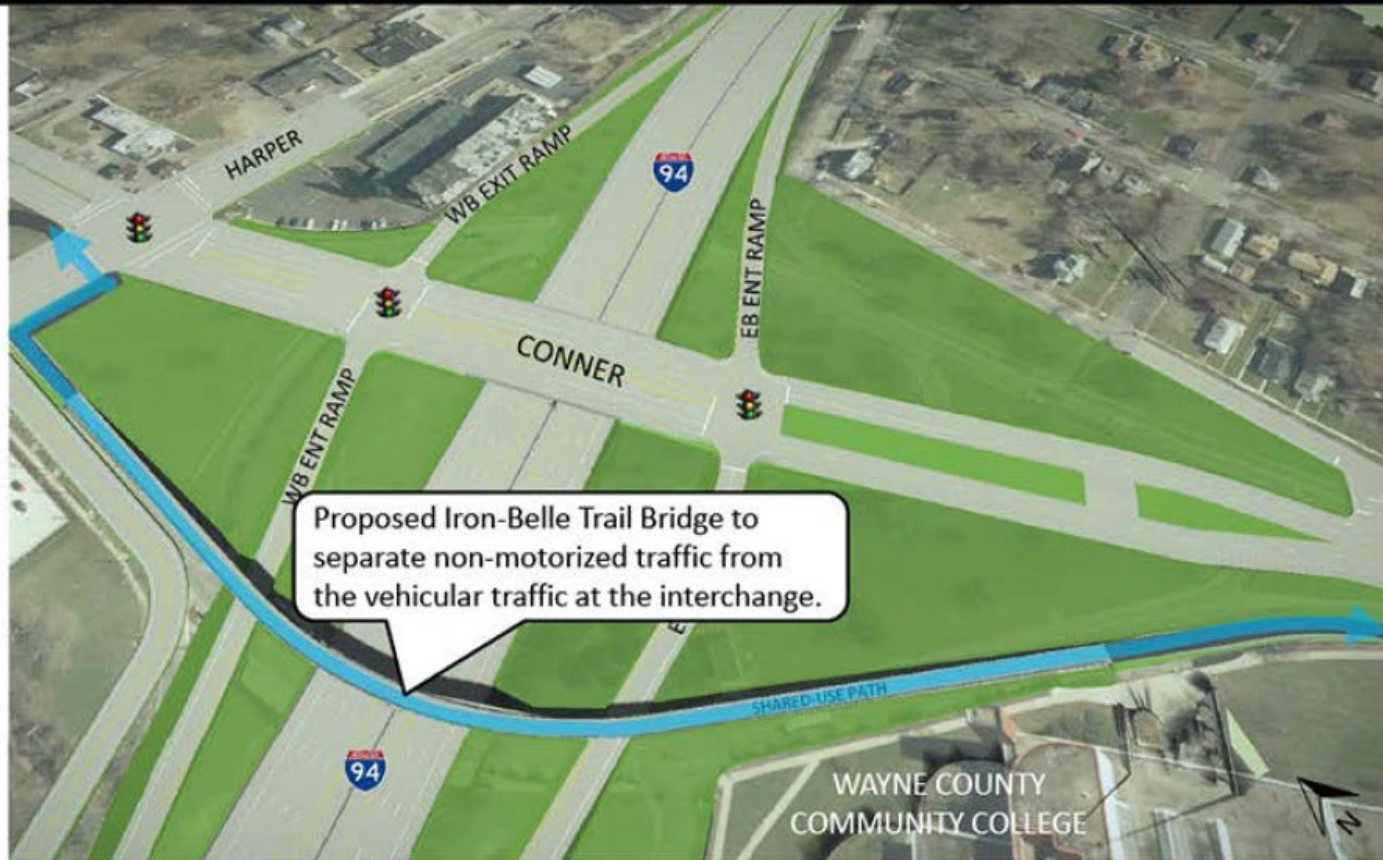 HARPER
WB EXIT RAMP
94
EB ENT RAMP
CONNER
WB ENT RAMP
Proposed Iron-Belle Trail Bridge to
separate non-motorized traffic from
the vehicular traffic at the interchange.
E
SHARED-USE PATH
94
WAYNE COUNTY
COMMUNITY COLLEGE
N